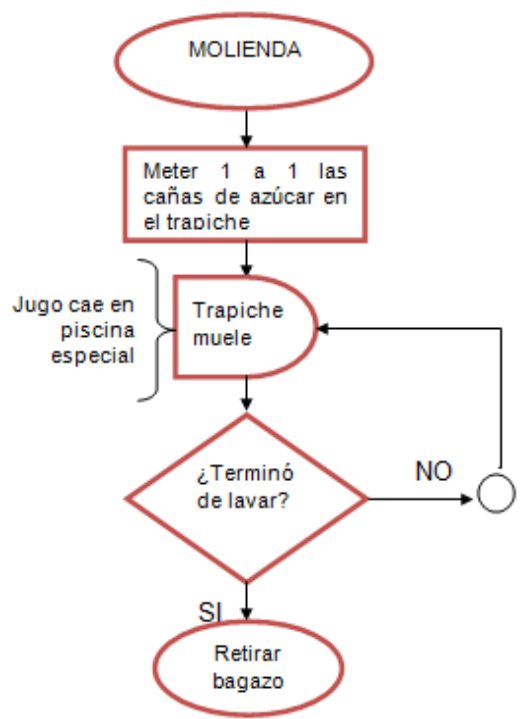 MOLIENDA
Meter 1 a 1 las
cañas de azúcar en
el trapiche
Jugo cae en
piscina
especial
Trapiche
muele
¿Terminó
de lavar?
NO
SI
Retirar
bagazo